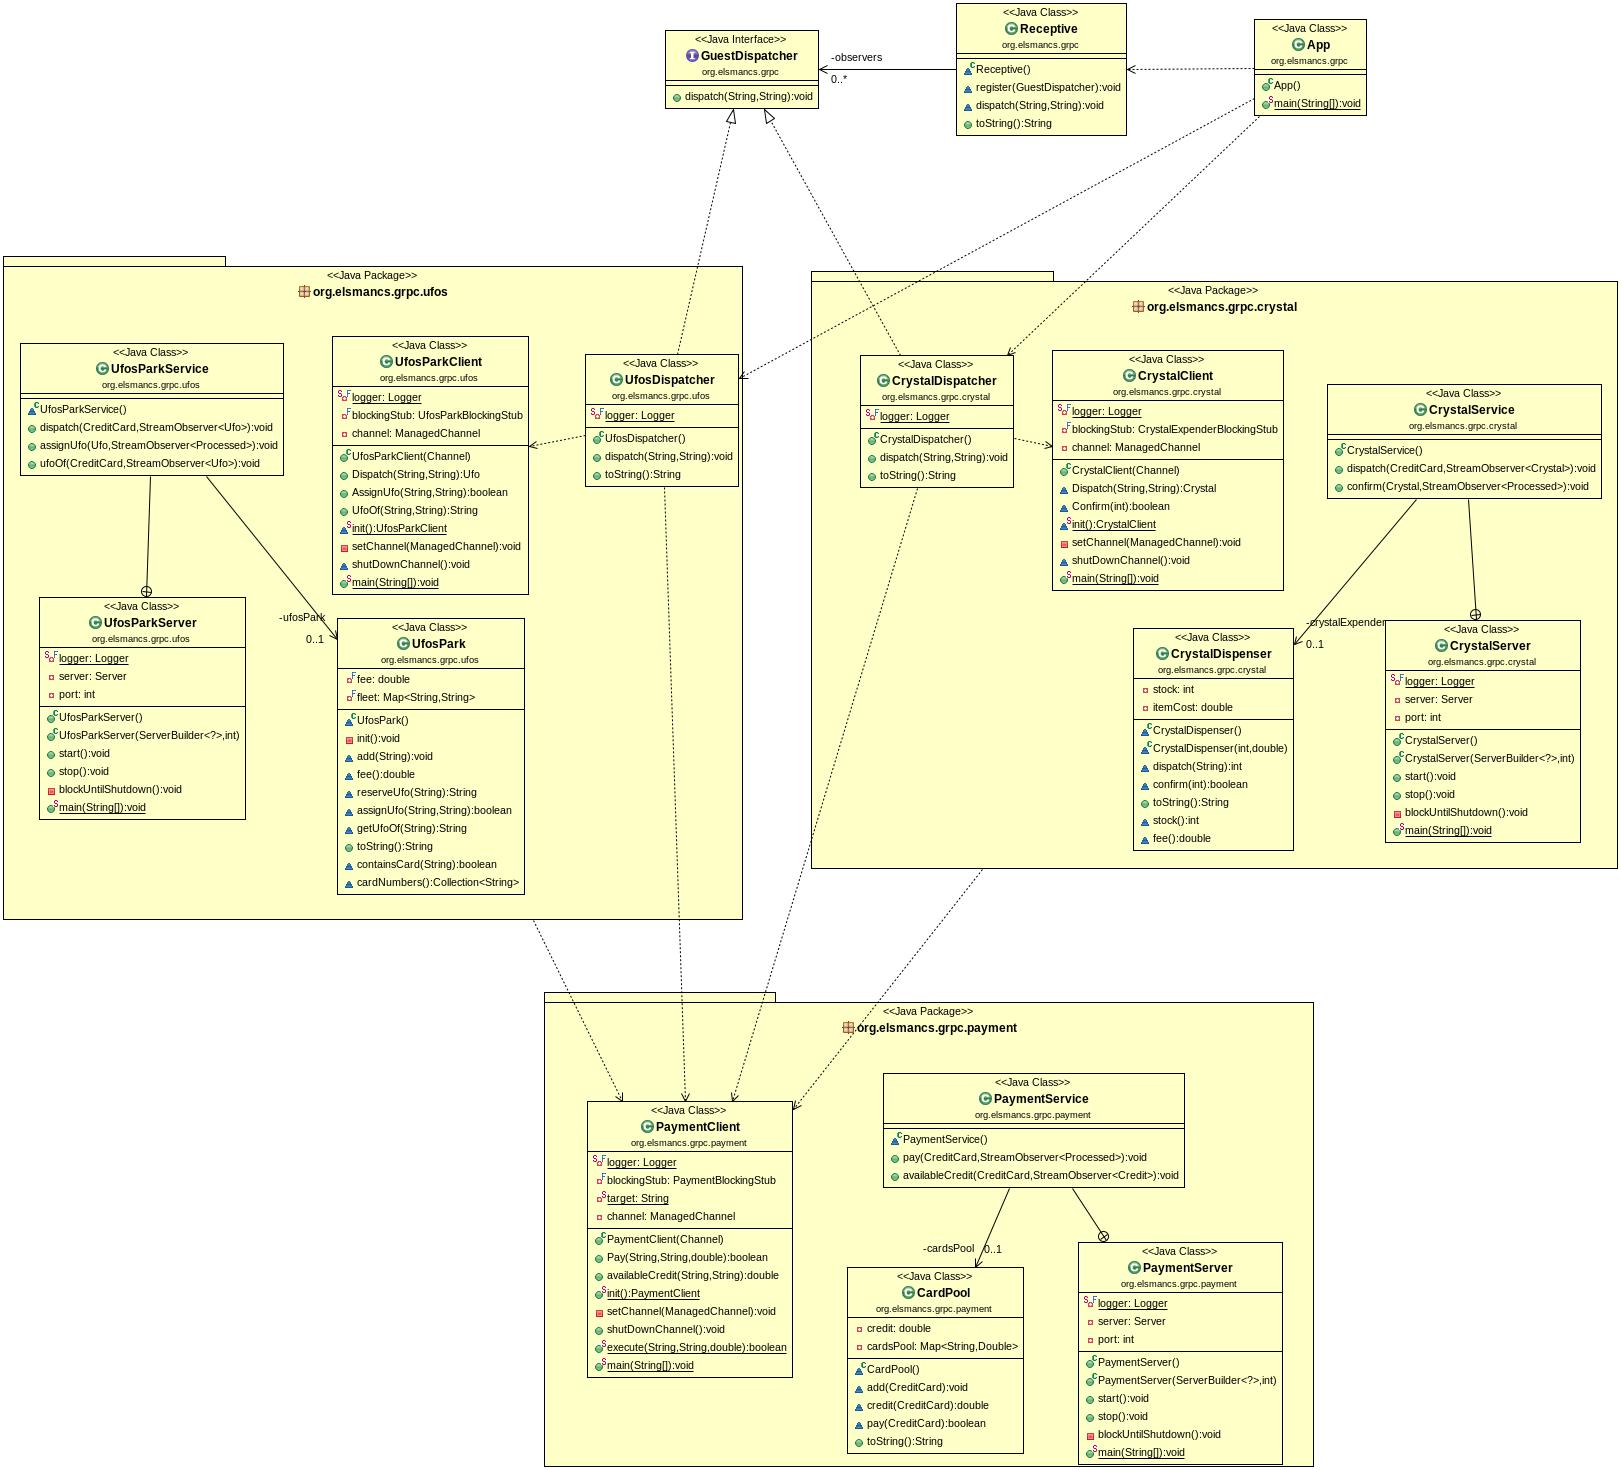 <<Java Interface>>
GuestDispatcher
org.elsmancs.grpc
dispatch(String,String):void
-observers
0..*
<<Java Class>>
Receptive
org.elsmancs.grpc
Receptive()
register(GuestDispatcher):void
dispatch(String,String):void
toString():String
<<Java Class>>
App
org.elsmancs.grpc
App()
main(String[]):void
<<Java Package>>
org.elsmancs.grpc.ufos
<<Java Class>>
UfosParkService
org.elsmancs.grpc.ufos
UfosParkService()
dispatch(CreditCard,StreamObserver<Ufo>):void
assignUfo(Ufo,StreamObserver<Processed>):void
ufoOf(CreditCard,StreamObserver<Ufo>):void
<<Java Class>>
UfosParkClient
org.elsmancs.grpc.ufos
logger: Logger
blockingStub: UfosParkBlockingStub
channel: ManagedChannel
UfosParkClient(Channel)
Dispatch(String,String):Ufo
AssignUfo(String,String):boolean
UfoOf(String,String):String
init():UfosParkClient
setChannel(ManagedChannel):void
shutDownChannel():void
main(String[]):void
<<Java Class>>
UfosDispatcher
org.elsmancs.grpc.ufos
logger: Logger
UfosDispatcher()
dispatch(String,String):void
toString():String
<<Java Class>>
UfosParkServer
org.elsmancs.grpc.ufos
logger: Logger
server: Server
port: int
UfosParkServer()
UfosParkServer(ServerBuilder<?>,int)
start():void
stop():void
blockUntilShutdown():void
main(String[]):void
-ufosPark
0..1
<<Java Class>>
UfosPark
org.elsmancs.grpc.ufos
fee: double
fleet: Map<String,String>
UfosPark()
init():void
add(String):void
fee():double
reserveUfo(String):String
assignUfo(String,String):boolean
getUfoOf(String):String
toString():String
containsCard(String):boolean
cardNumbers():Collection<String>
<<Java Package>>
org.elsmancs.grpc.crystal
<<Java Class>>
CrystalDispatcher
org.elsmancs.grpc.crystal
logger: Logger
CrystalDispatcher()
dispatch(String,String):void
toString():String
<<Java Class>>
CrystalClient
org.elsmancs.grpc.crystal
logger: Logger
blockingStub: CrystalExpenderBlockingStub
channel: ManagedChannel
CrystalClient(Channel)
Dispatch(String,String):Crystal
Confirm(int):boolean
init():CrystalClient
setChannel(ManagedChannel):void
shutDownChannel():void
main(String[]):void
<<Java Class>>
CrystalService
org.elsmancs.grpc.crystal
CrystalService()
dispatch(CreditCard,StreamObserver<Crystal>):void
confirm(Crystal,StreamObserver<Processed>):void
-crystalExpender
0..1
<<Java Class>>
CrystalDispenser
org.elsmancs.grpc.crystal
stock: int
itemCost: double
CrystalDispenser()
CrystalDispenser(int,double)
dispatch(String):int
confirm(int):boolean
toString():String
stock():int
fee():double
<<Java Class>>
CrystalServer
org.elsmancs.grpc.crystal
logger: Logger
server: Server
port: int
CrystalServer()
CrystalServer(ServerBuilder<?>,int)
start():void
stop():void
blockUntilShutdown():void
main(String[]):void
<<Java Package>>
org.elsmancs.grpc.payment
<<Java Class>>
PaymentClient
org.elsmancs.grpc.payment
logger: Logger
blockingStub: PaymentBlockingStub
target: String
channel: ManagedChannel
PaymentClient(Channel)
Pay(String,String,double):boolean
availableCredit(String,String):double
init():PaymentClient
setChannel(ManagedChannel):void
shutDownChannel():void
execute(String,String,double):boolean
main(String[]):void
<<Java Class>>
PaymentService
org.elsmancs.grpc.payment
PaymentService()
pay(CreditCard,StreamObserver<Processed>):void
availableCredit(CreditCard,StreamObserver<Credit>):void
-cardsPool
0..1
<<Java Class>>
CardPool
org.elsmancs.grpc.payment
credit: double
cardsPool: Map<String,Double>
CardPool()
add(CreditCard):void
credit(CreditCard):double
pay(CreditCard):boolean
toString():String
<<Java Class>>
PaymentServer
org.elsmancs.grpc.payment
logger: Logger
server: Server
port: int
PaymentServer()
PaymentServer(ServerBuilder<?>,int)
start():void
stop():void
blockUntilShutdown():void
main(String[]):void